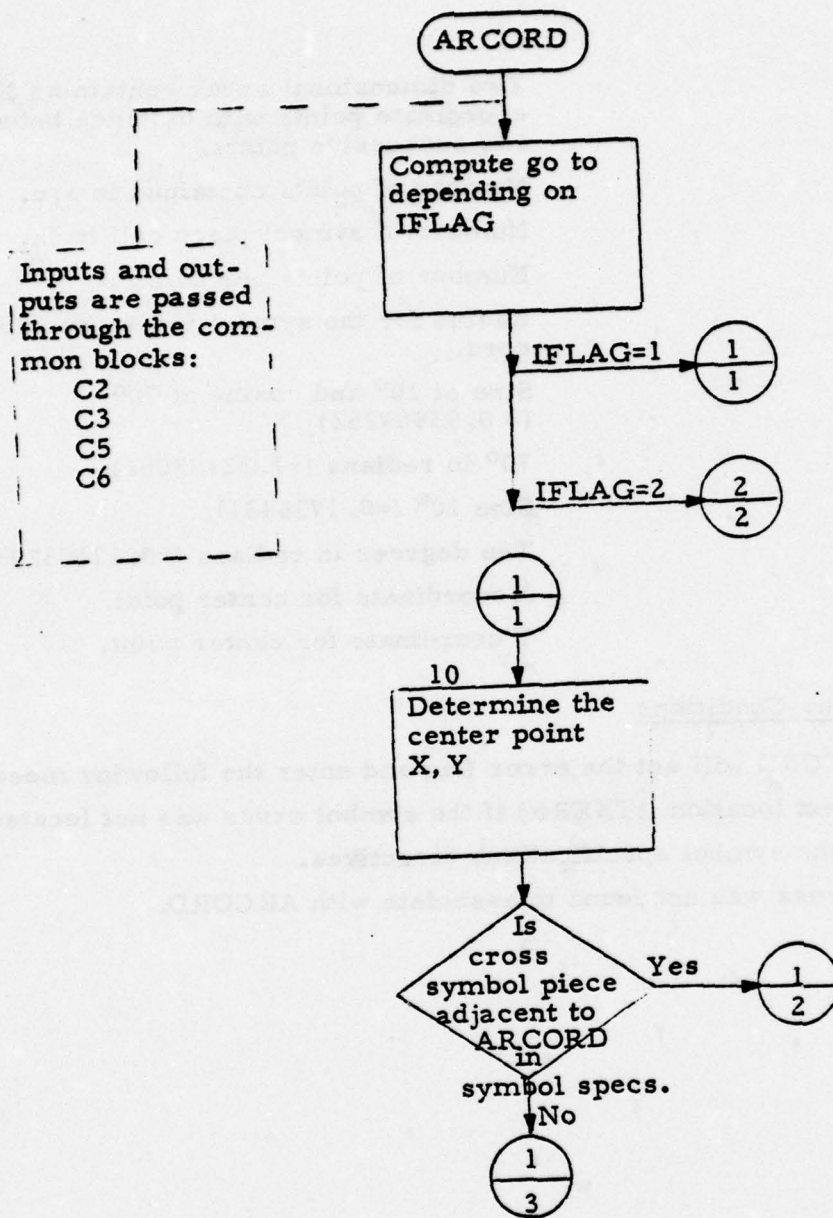 ARCORD
Compute go to
depending on
IFLAG
Inputs and out-
puts are passed
through the com-
mon blocks:
C2
C3
C5
C6
IFLAG=1
1
1
IFLAG=2
2
2
1
1
10
Determine the
center point
X, Y
Is
cross
symbol piece
adjacent to
ARCORD
in
symbol specs.
Yes
1
2
No
1
3